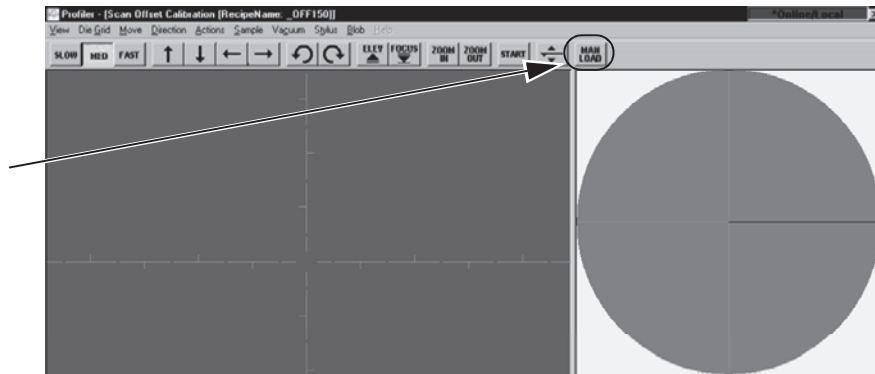 Profiler - [Scan Offset Calibration [RecipeName: _OFF150]]
*Online/Local
View Die Grid Move Direction Actions Sample Vacuum Stylus Blob Help
SLOW MED FAST ELEV FOCUS ZOOM IN ZOOM OUT START MAN LOAD